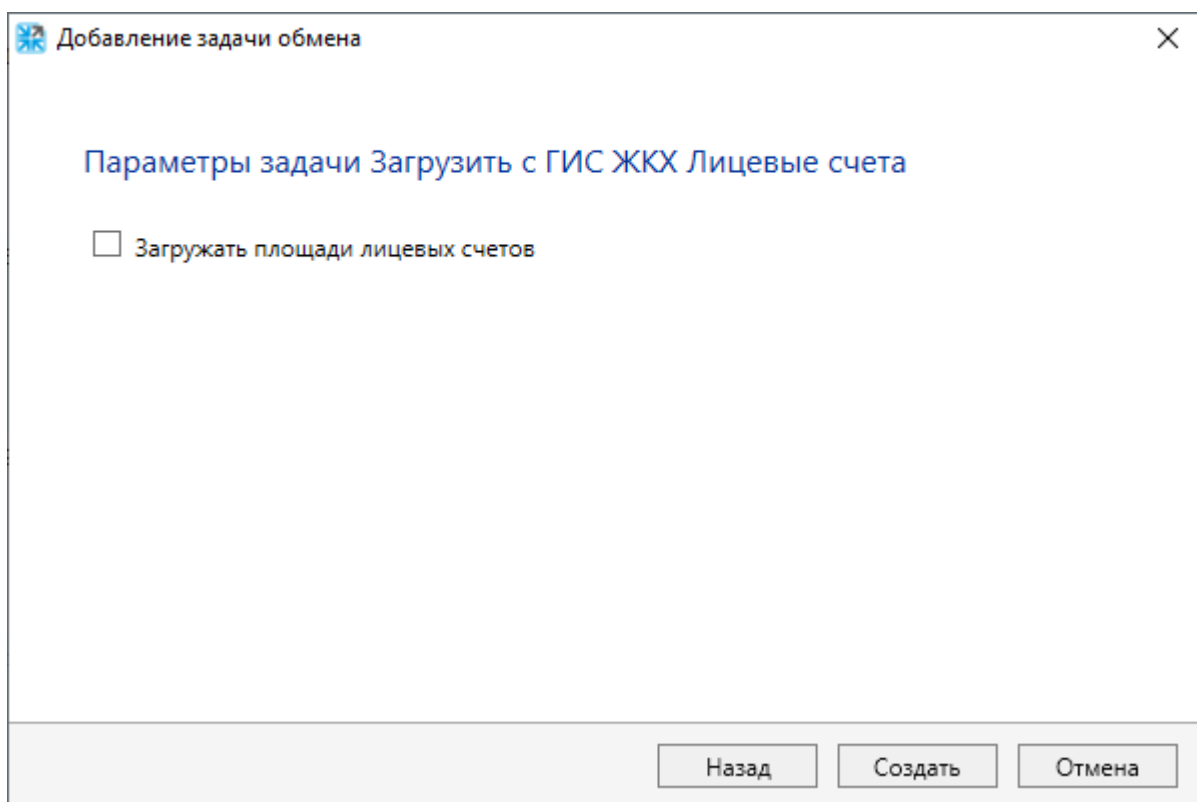 Добавление задачи обмена
Параметры задачи Загрузить с ГИС ЖКХ Лицевые счета
Загружать площади лицевых счетов
Назад
Создать
Отмена